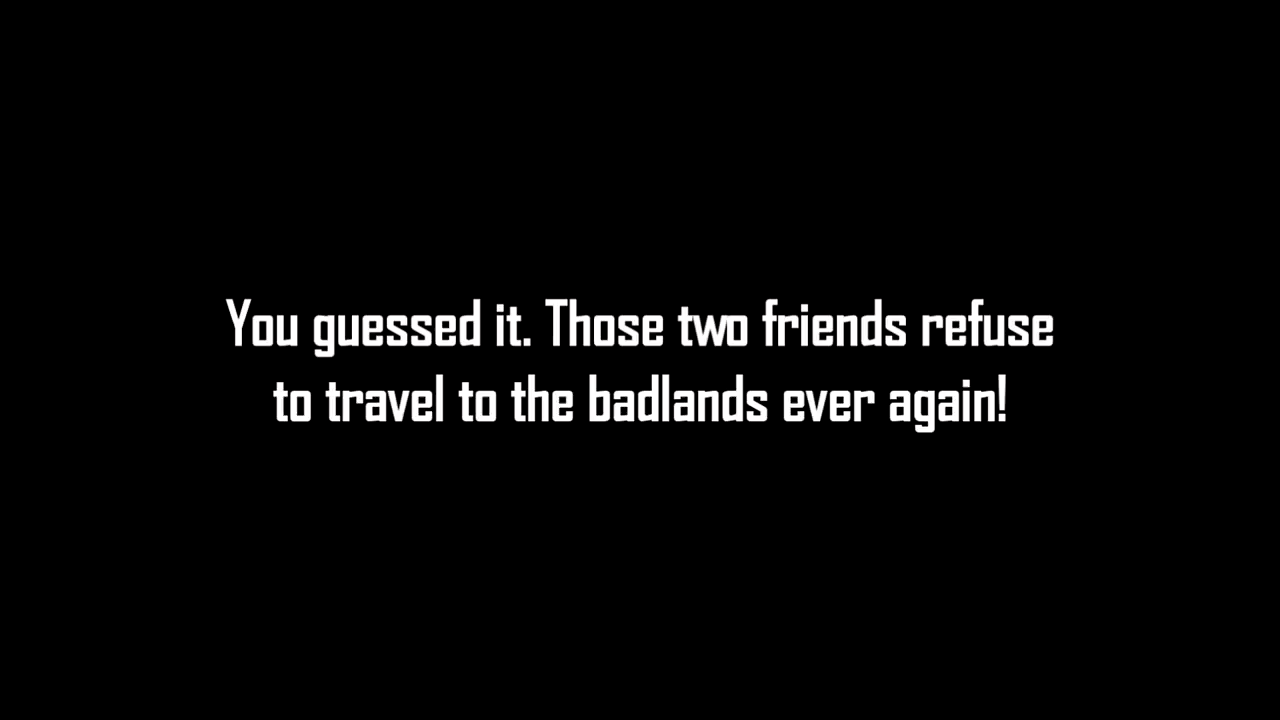 You guessed it. Those two friends refuse
to travel to the badlands ever again!